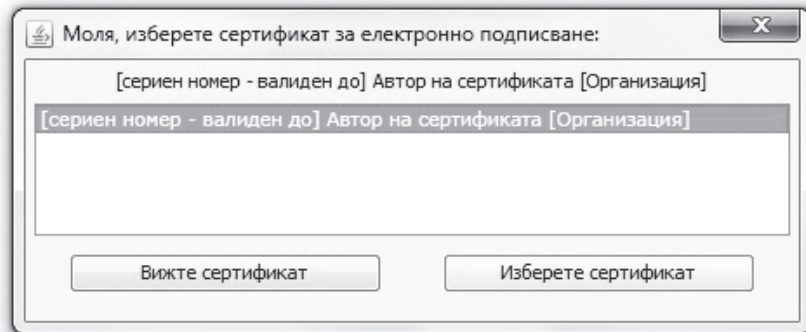 Моля, изберете сертификат за електронно подписване:
[сериен номер - валиден до] Автор на сертификата [Организация]
[сериен номер - валиден до] Автор на сертификата [Организация]
Вижте сертификат
Изберете сертификат